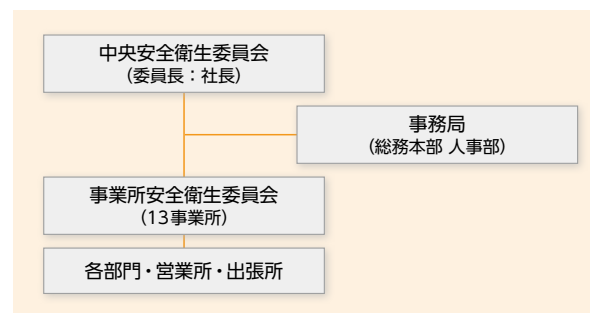 中央安全衛生委員会
(委員長：社長)
事務局
(総務本部 人事部)
事業所安全衛生委員会
(13事業所)
各部門・営業所・出張所